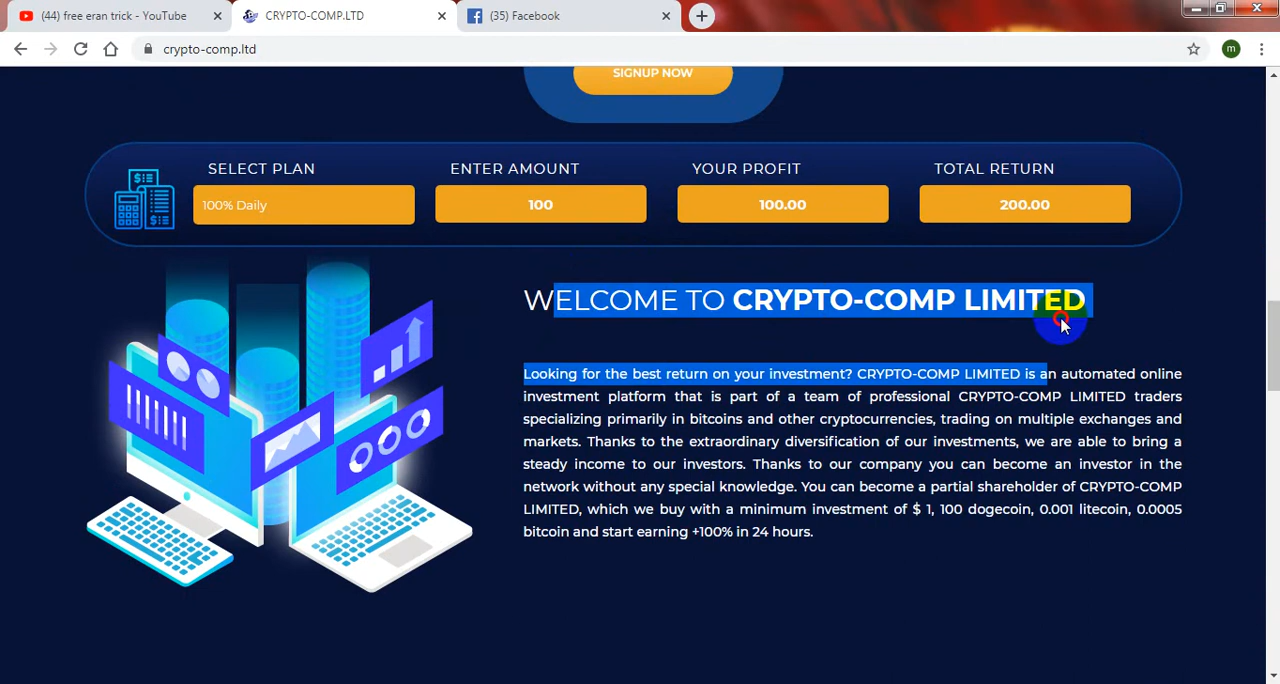 (44) free eran trick - YouTube
CRYPTO-COMP.LTD
(35) Facebook
crypto-comp.ltd
m
SIGNUP NOW
SELECT PLAN
ENTER AMOUNT
YOUR PROFIT
TOTAL RETURN
100% Daily
100
100.00
200.00
WELCOME TO CRYPTO-COMP LIMITED
Looking for the best return on your investment? CRYPTO-COMP LIMITED is an automated online
investment platform that is part of a team of professional CRYPTO-COMP LIMITED traders
specializing primarily in bitcoins and other cryptocurrencies, trading on multiple exchanges and
markets. Thanks to the extraordinary diversification of our investments, we are able to bring a
steady income to our investors. Thanks to our company you can become an investor in the
network without any special knowledge. You can become a partial shareholder of CRYPTO-COMP
LIMITED, which we buy with a minimum investment of $ 1, 100 dogecoin, 0.001 litecoin, 0.0005
bitcoin and start earning +100% in 24 hours.